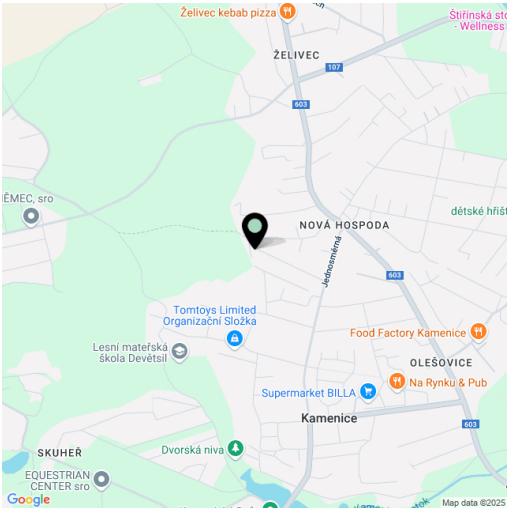 Želivec kebab pizza
Štiřínská sto
- Wellness
ŽELIVEC
107
603
ĚMEC, sro
dětské hřišt
NOVÁ HOSPODA
Jednosměrná
603
Tomtoys Limited
Organizační Složka
Food Factory Kamenice
Lesní mateřská
škola Devětsil
OLEŠOVICE
Na Rynku & Pub
Supermarket BILLA
Kamenice
603
Dvorská niva
SKUHEŘ
EQUESTRIAN
CENTER sro
Google
Map data ©2025